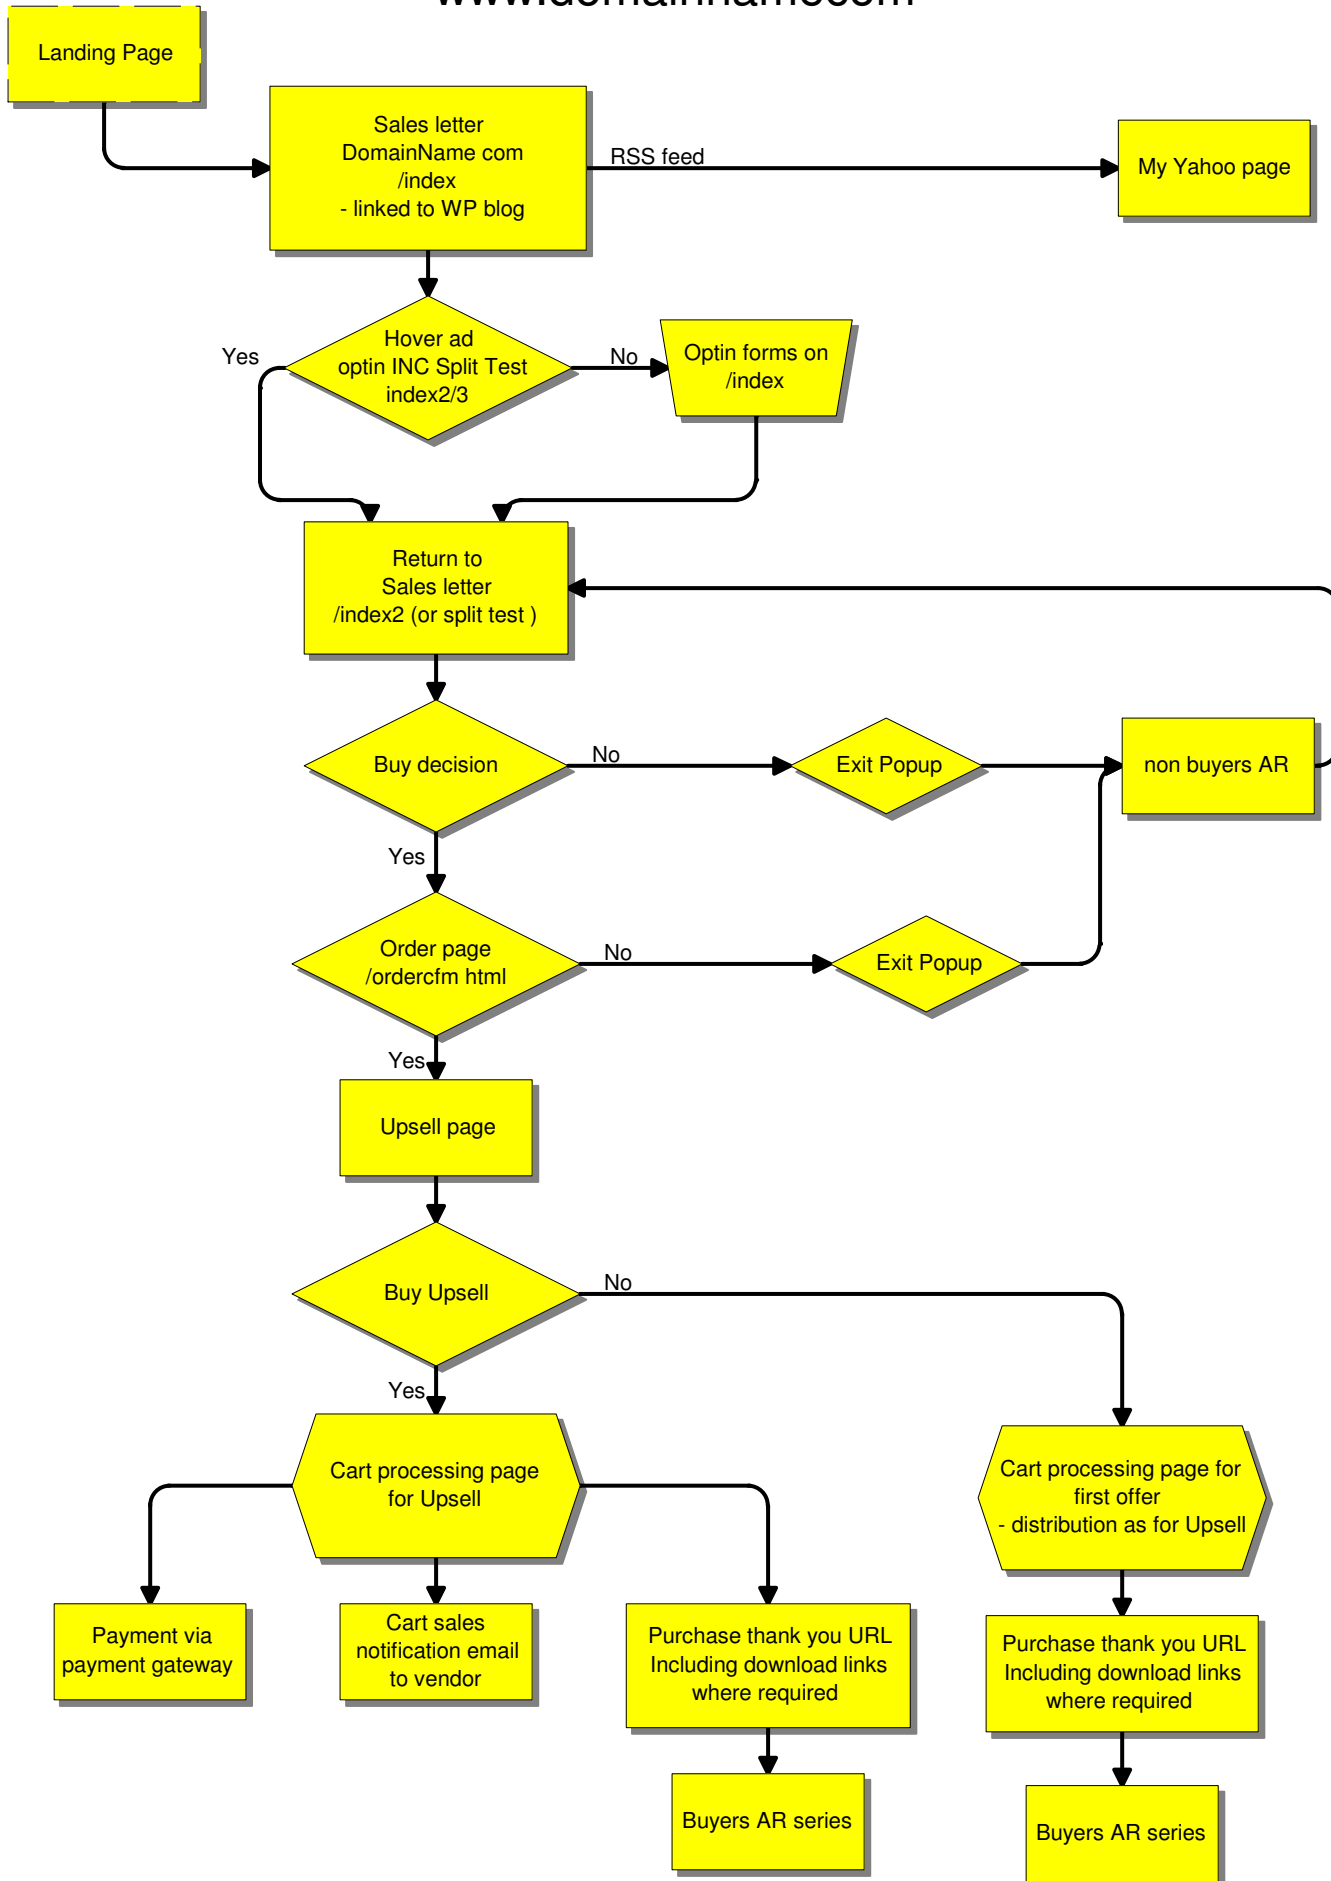 www.domainname.com
Landing Page
Sales letter
DomainName com
/index
- linked to WP blog
RSS feed
My Yahoo page
Hover ad
optin INC Split Test
index2/3
Yes
No
Optin forms on
/index
Return to
Sales letter
/index2 (or split test )
Buy decision
No
Exit Popup
non buyers AR
Yes
Order page
/ordercfm html
No
Exit Popup
Yes
Upsell page
Buy Upsell
No
Yes
Cart processing page
for Upsell
Cart processing page for
first offer
- distribution as for Upsell
Payment via
payment gateway
Cart sales
notification email
to vendor
Purchase thank you URL
Including download links
where required
Purchase thank you URL
Including download links
where required
Buyers AR series
Buyers AR series